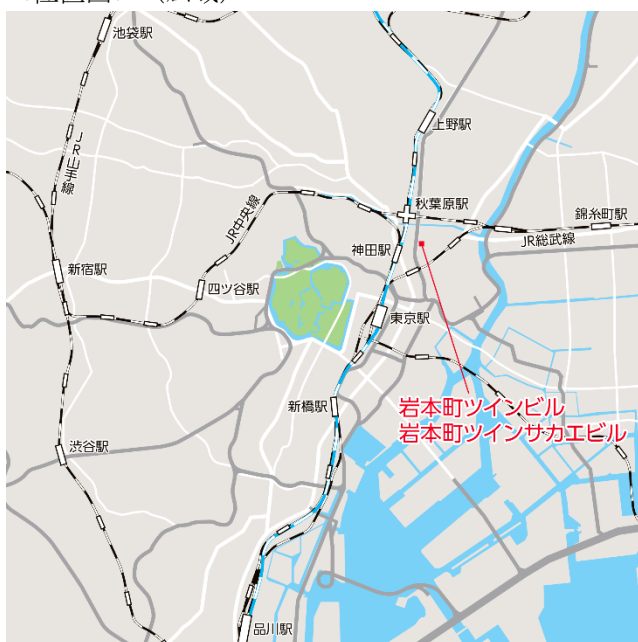 池袋駅
上野駅
JR山手線
秋葉原駅
錦糸町駅
JR中央線
JR総武線
神田駅
新宿駅
四ツ谷駅
東京駅
新橋駅
岩本町ツインビル
岩本町ツインサカエビル
渋谷駅
品川駅